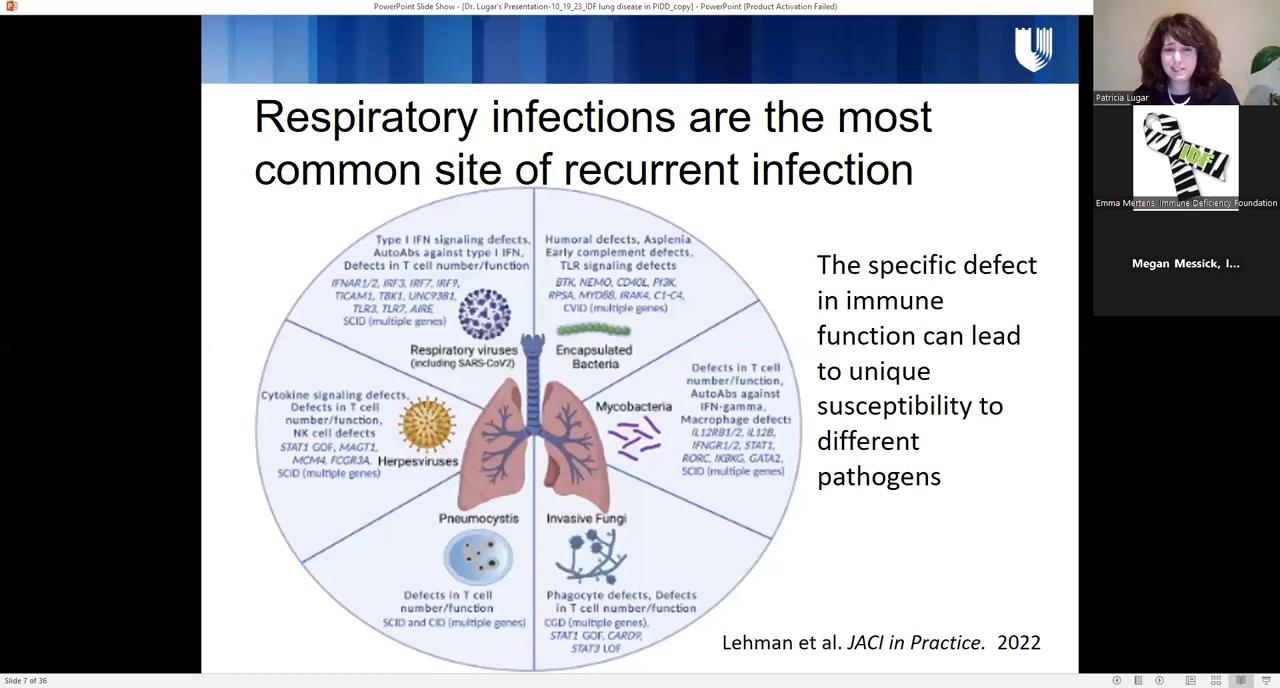 PowerPoint Slide Show - [Dr. Lugar's Presentation-10_19_23_IDF lung disease in PIDD_copy] - PowerPoint (Product Activation Failed)
Patricia Lugar
IDF
Emma Mertens, Immune Deficiency Foundation
Megan Messick, I...
Respiratory infections are the most
common site of recurrent infection
Type I IFN signaling defects,
AutoAbs against type I IFN,
Defects in T cell number/function
IFNAR1/2, IRF3, IRF7, IRF9,
TICAM1, TBK1, UNC93B1,
TLR3, TLR7, AIRE
SCID (multiple genes)
Respiratory viruses
(including SARS-CoV2)
Humoral defects, Asplenia
Early complement defects,
TLR signaling defects
BTK, NEMO, CD40L, PI3K,
RPSA, MYD88, IRAK4, C1-C4,
CVID (multiple genes)
Encapsulated
Bacteria
Cytokine signaling defects,
Defects in T cell
number/function,
NK cell defects
STAT1 GOF, MAGT1,
MCM4, FCGR3A,
SCID (multiple genes)
Herpesviruses
Mycobacteria
Defects in T cell
number/function,
AutoAbs against
IFN-gamma,
Macrophage defects
IL12RB1/2, IL12B,
IFNGR1/2, STAT1,
RORC, IKBKG, GATA2,
SCID (multiple genes)
Pneumocystis
Defects in T cell
number/function
SCID and CID (multiple genes)
Invasive Fungi
Phagocyte defects, Defects
in T cell number/function
CGD (multiple genes),
STAT1 GOF, CARD9,
STAT3 LOF
The specific defect
in immune
function can lead
to unique
susceptibility to
different
pathogens
Lehman et al. JACI in Practice. 2022
Slide 7 of 36